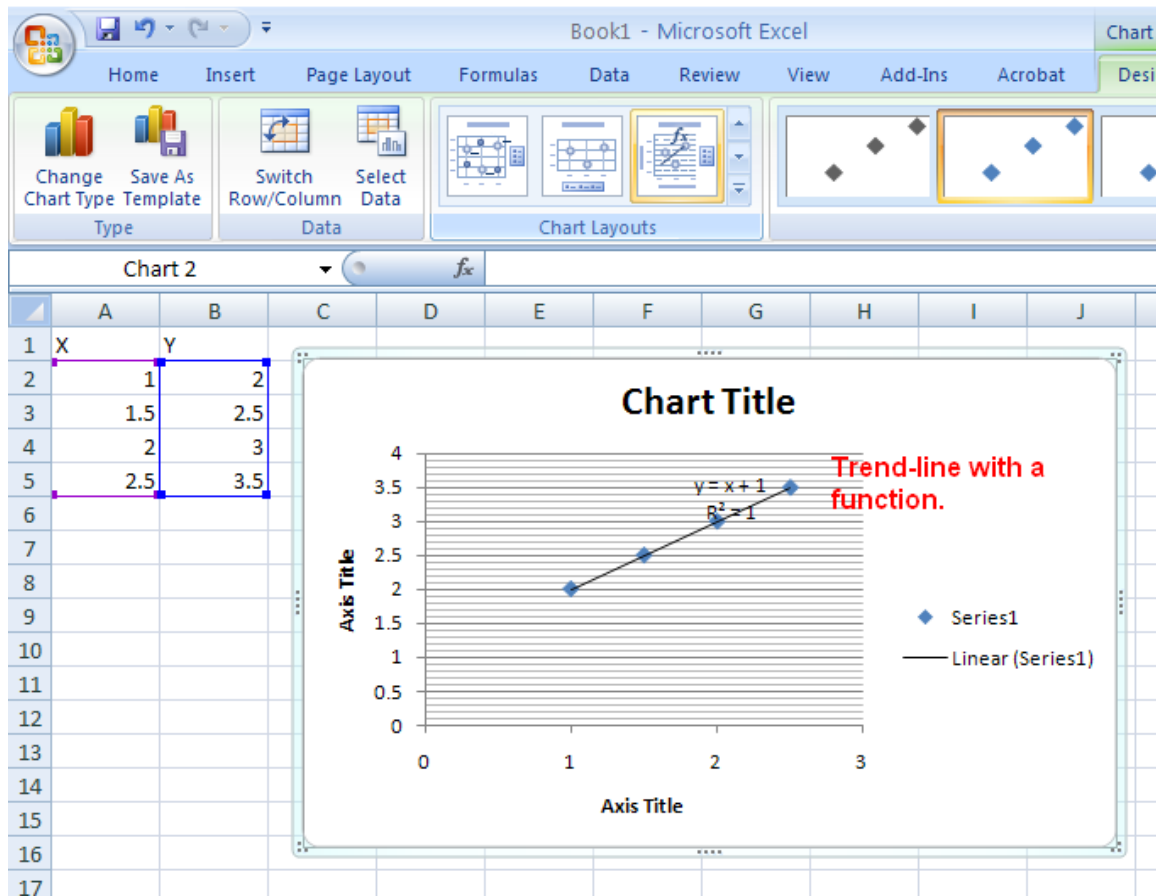 Book1 - Microsoft Excel
Chart
Home Insert Page Layout Formulas Data Review View Add-Ins Acrobat Desi
Change Chart Type
Save As Template
Switch Row/Column
Select Data
Type
Data
Chart Layouts
Chart 2
fx
A B C D E F G H I J
1 X Y
2 1 2
3 1.5 2.5
4 2 3
5 2.5 3.5
6
7
8
9
10
11
12
13
14
15
16
17
Chart Title
Trend-line with a
function.
y = x + 1
R² = 1
4
3.5
3
2.5
2
1.5
1
0.5
0
Axis Title
0 1 2 3
Axis Title
Series1
Linear (Series1)